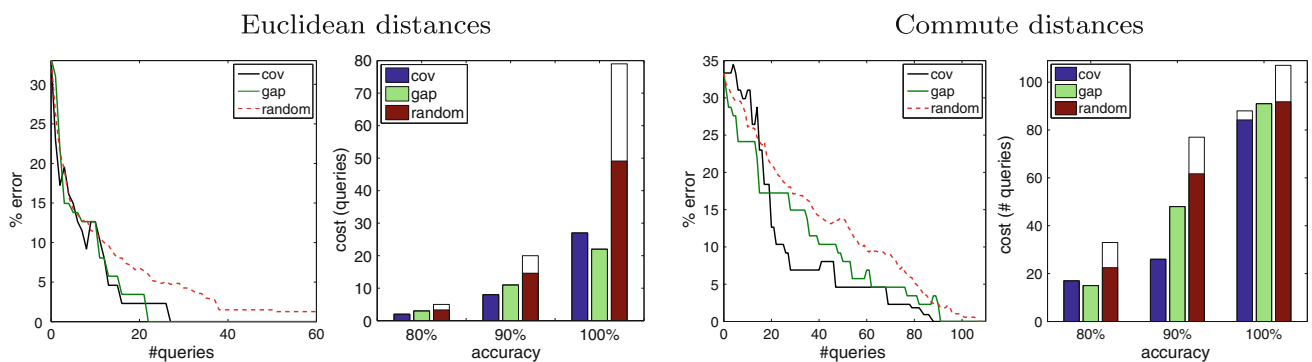 Euclidean distances
% error
30
25
20
15
10
5
0
0 20 40 60
#queries
cov
gap
random
cost (queries)
80
70
60
50
40
30
20
10
0
80% 90% 100%
accuracy
cov
gap
random
Commute distances
% error
35
30
25
20
15
10
5
0
0 20 40 60 80 100
#queries
cov
gap
random
cost (# queries)
100
80
60
40
20
0
80% 90% 100%
accuracy
cov
gap
random